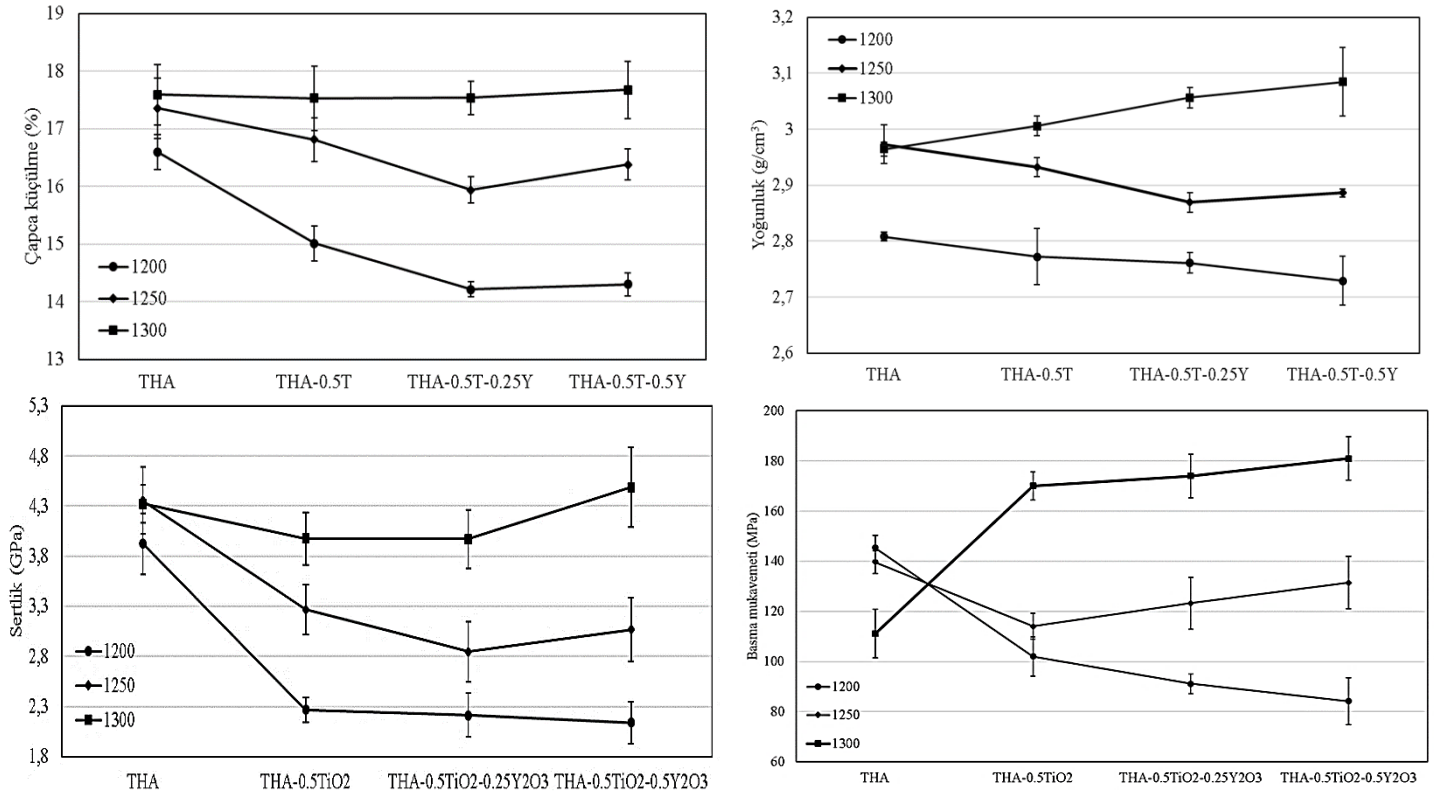 19
18
17
16
15
14
13
Çapca küçülme (%)
1200
1250
1300
THA
THA-0.5T
THA-0.5T-0.25Y
THA-0.5T-0.5Y
3,2
3,1
3
2,9
2,8
2,7
2,6
Yoğunluk (g/cm³)
1200
1250
1300
THA
THA-0.5T
THA-0.5T-0.25Y
THA-0.5T-0.5Y
5,3
4,8
4,3
3,8
3,3
2,8
2,3
1,8
Sertlik (GPa)
1200
1250
1300
THA
THA-0.5TiO2
THA-0.5TiO2-0.25Y2O3
THA-0.5TiO2-0.5Y2O3
200
180
160
140
120
100
80
60
Basma mukavemeti (MPa)
1200
1250
1300
THA
THA-0.5TiO2
THA-0.5TiO2-0.25Y2O3
THA-0.5TiO2-0.5Y2O3